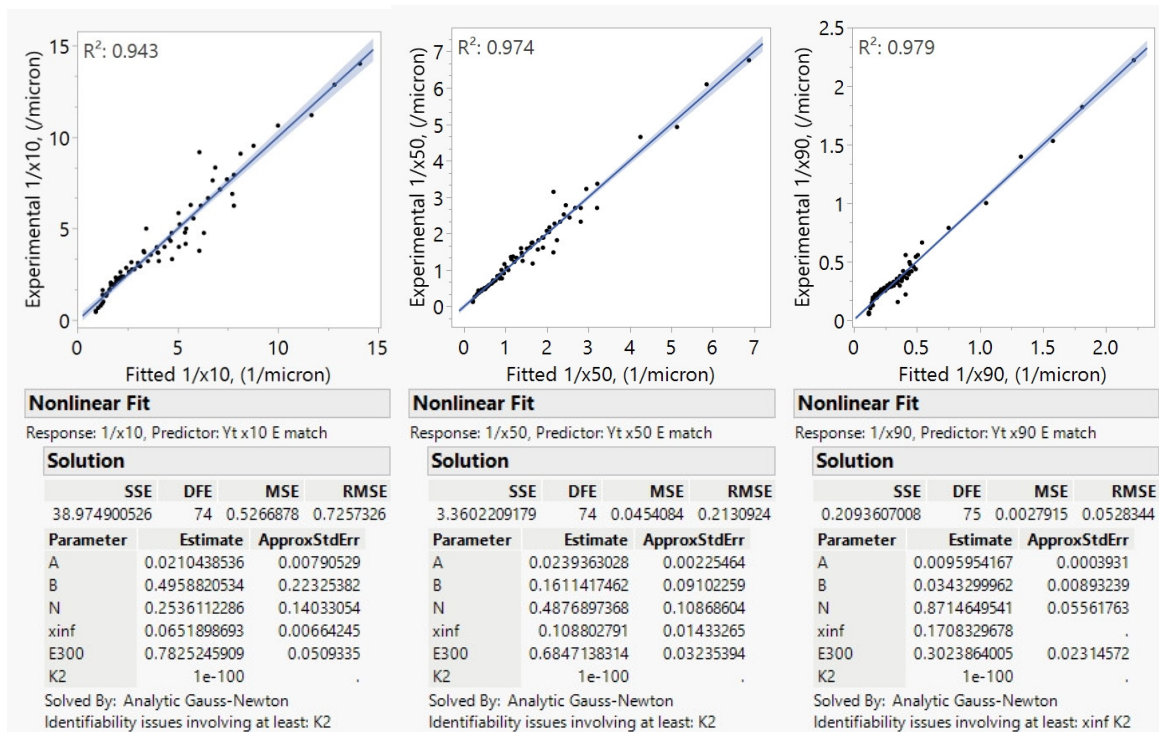 R²: 0.943
15
10
5
0
0
5
10
15
Experimental 1/x10, (/micron)
Fitted 1/x10, (1/micron)
Nonlinear Fit
Response: 1/x10, Predictor: Yt x10 E match
Solution
SSE DFE MSE RMSE
38.974900526 74 0.5266878 0.7257326
Parameter Estimate ApproxStdErr
A 0.0210438536 0.00790529
B 0.4958820534 0.22325382
N 0.2536112286 0.14033054
xinf 0.0651898693 0.00664245
E300 0.7825245909 0.0509335
K2 1e-100 .
Solved By: Analytic Gauss-Newton
Identifiability issues involving at least: K2
R²: 0.974
7
6
5
4
3
2
1
0
0
1
2
3
4
5
6
7
Experimental 1/x50, (/micron)
Fitted 1/x50, (1/micron)
Nonlinear Fit
Response: 1/x50, Predictor: Yt x50 E match
Solution
SSE DFE MSE RMSE
3.3602209179 74 0.0454084 0.2130924
Parameter Estimate ApproxStdErr
A 0.0239363028 0.00225464
B 0.1611417462 0.09102259
N 0.4876897368 0.10868604
xinf 0.108802791 0.01433265
E300 0.6847138314 0.03235394
K2 1e-100 .
Solved By: Analytic Gauss-Newton
Identifiability issues involving at least: K2
R²: 0.979
2.5
2
1.5
1
0.5
0
0
0.5
1.0
1.5
2.0
Experimental 1/x90, (/micron)
Fitted 1/x90, (1/micron)
Nonlinear Fit
Response: 1/x90, Predictor: Yt x90 E match
Solution
SSE DFE MSE RMSE
0.2093607008 75 0.0027915 0.0528344
Parameter Estimate ApproxStdErr
A 0.0095954167 0.0003931
B 0.0343299962 0.00893239
N 0.8714649541 0.05561763
xinf 0.1708329678 .
E300 0.3023864005 0.02314572
K2 1e-100 .
Solved By: Analytic Gauss-Newton
Identifiability issues involving at least: xinf K2